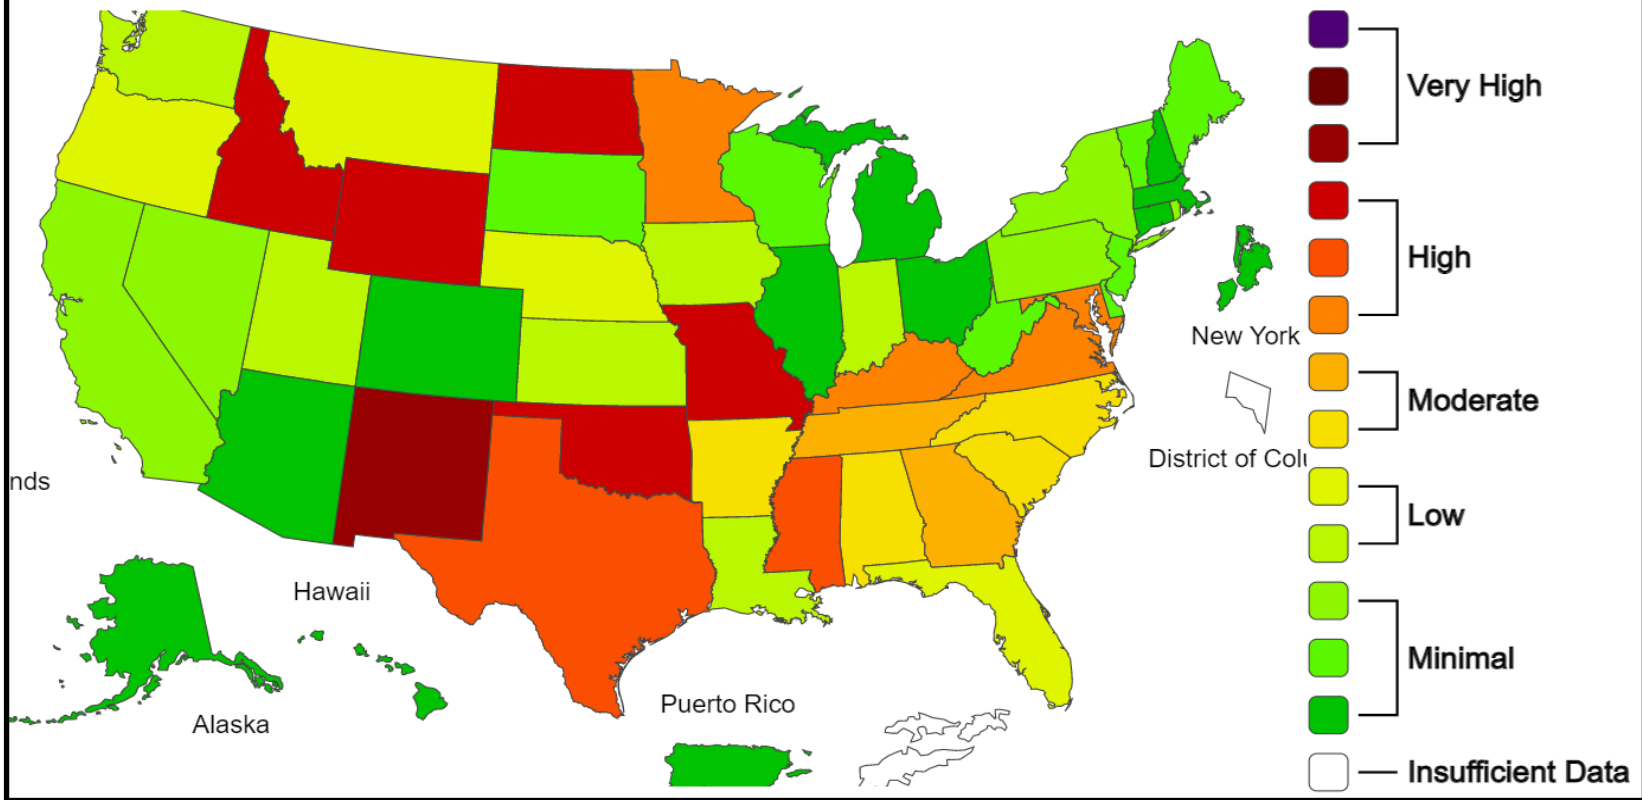 Very High
High
New York
Moderate
District of Colu
nds
Low
Hawaii
Minimal
Puerto Rico
Alaska
Insufficient Data